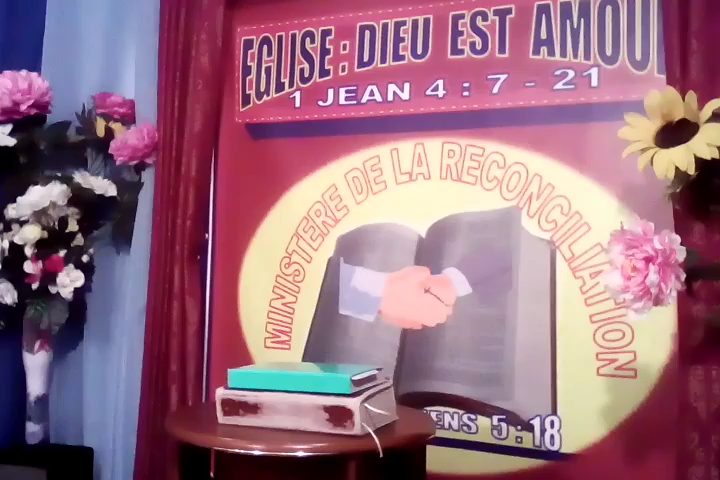 EGLISE : DIEU EST AMOU
1 JEAN 4 : 7 - 21
MINISTERE DE LA RECONCILIATION
ENS 5 : 18